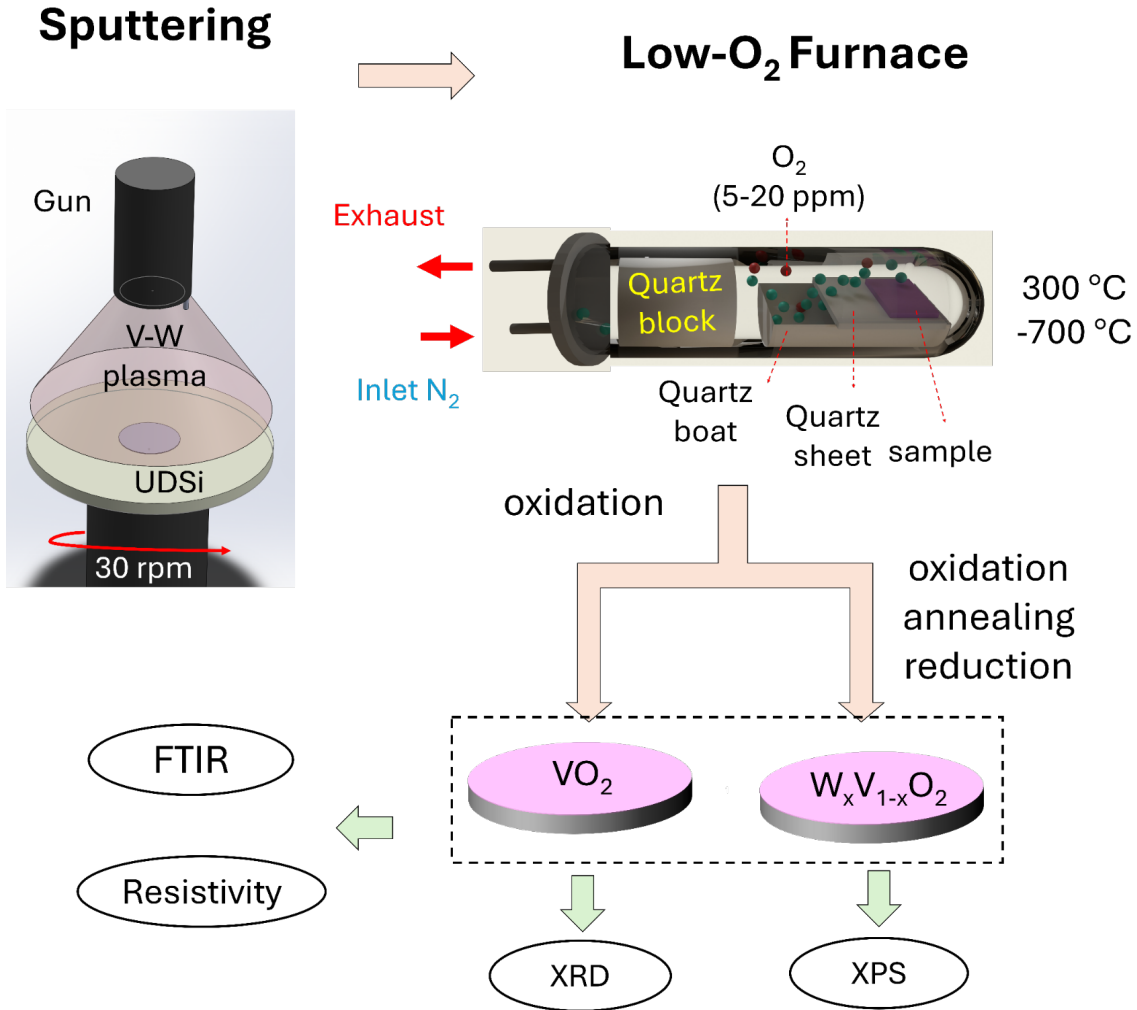 Sputtering
Low-O₂ Furnace
Gun
V-W
plasma
UDSi
30 rpm
O₂
(5-20 ppm)
Exhaust
Inlet N₂
Quartz
block
300 °C
-700 °C
Quartz
boat
Quartz
sheet
sample
oxidation
oxidation
annealing
reduction
VO₂
WₓV₁₋ₓO₂
FTIR
Resistivity
XRD
XPS